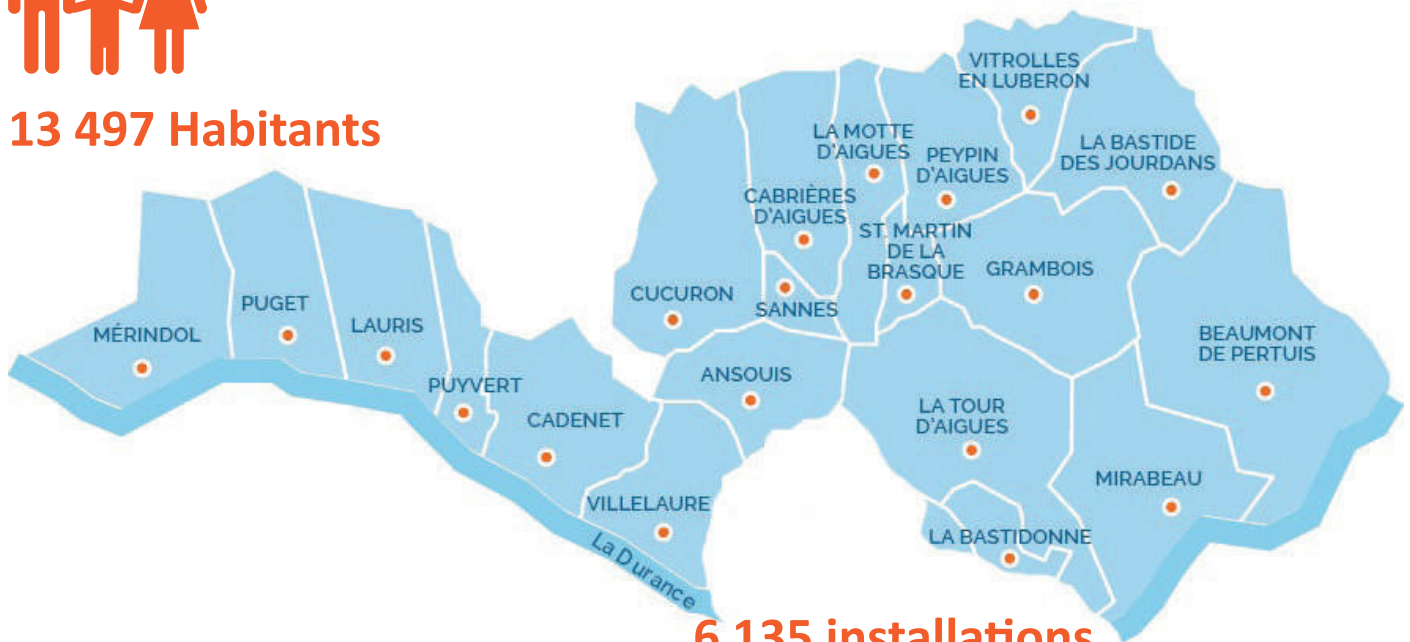 13 497 Habitants
VITROLLES
EN LUBERON
LA MOTTE
D'AIGUES
PEYPIN
D'AIGUES
LA BASTIDE
DES JOURDANS
CABRIÈRES
D'AIGUES
ST. MARTIN
DE LA
BRASQUE
GRAMBOIS
CUCURON
SANNES
PUGET
LAURIS
MÉRINDOL
BEAUMONT
DE PERTUIS
PUYVERT
ANSOUIS
CADENET
LA TOUR
D'AIGUES
MIRABEAU
VILLELAURE
LA BASTIDONNE
La Durance
6 135 installations